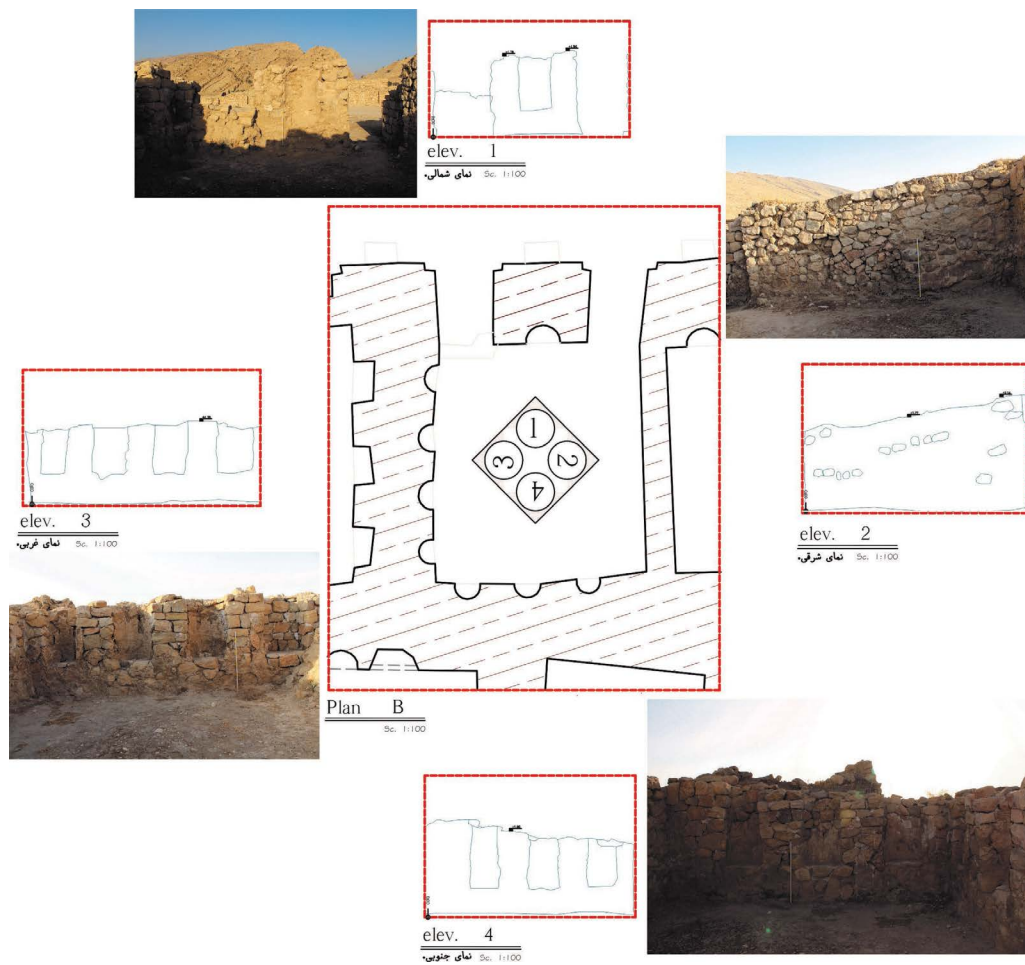 elev. 1
نمای شمالی. Sc. 1:100
1
2
3
4
elev. 3
نمای غربی. Sc. 1:100
elev. 2
نمای شرقی. Sc. 1:100
Plan B
Sc. 1:100
elev. 4
نمای جنوبی. Sc. 1:100